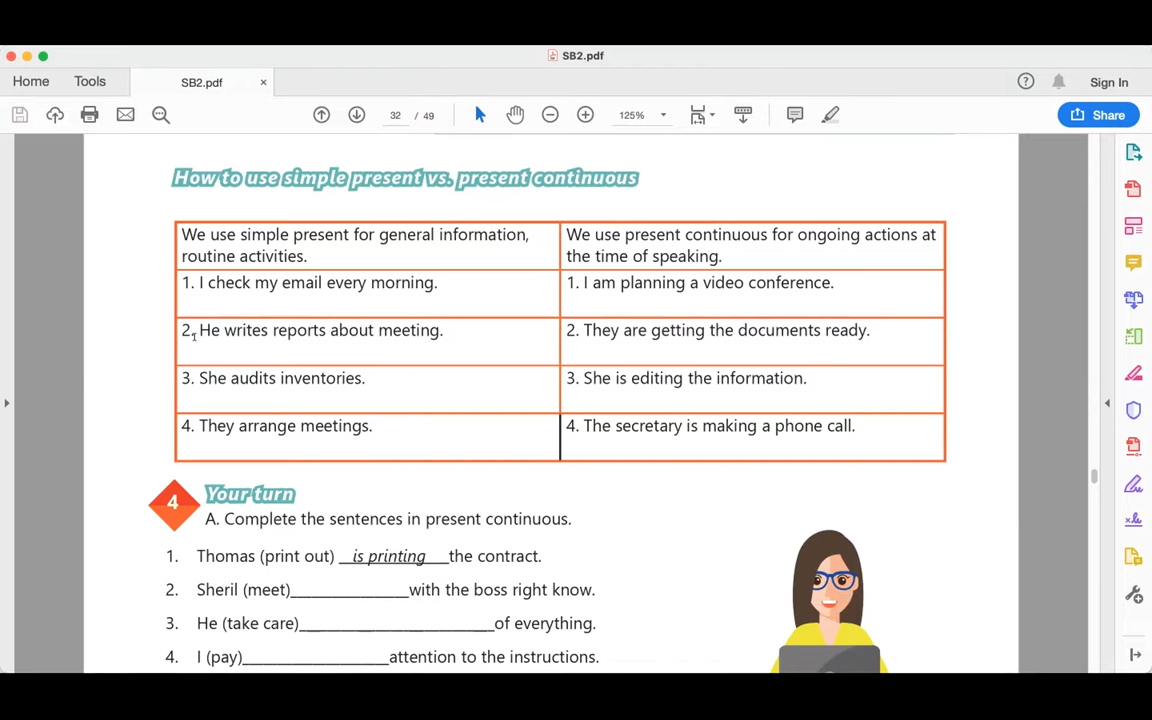 SB2.pdf
Home
Tools
SB2.pdf
×
Sign In
32 / 49
125%
Share
How to use simple present vs. present continuous
We use simple present for general information,
routine activities.
We use present continuous for ongoing actions at
the time of speaking.
1. I check my email every morning.
1. I am planning a video conference.
2. He writes reports about meeting.
2. They are getting the documents ready.
3. She audits inventories.
3. She is editing the information.
4. They arrange meetings.
4. The secretary is making a phone call.
4
Your turn
A. Complete the sentences in present continuous.
1. Thomas (print out) __is printing___the contract.
2. Sheril (meet)______________with the boss right know.
3. He (take care)_______________________of everything.
4. I (pay)_________________attention to the instructions.